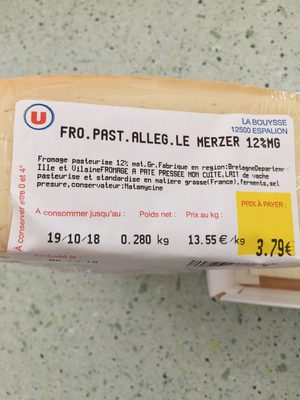 U
LA BOUYSSE
12500 ESPALION
FRO.PAST.ALLEG.LE MERZER 12%MG
Fromage pasteurise 12% mat.Gr.Fabrique en region:BretagneDepartemen
Ille et VilaineFROMAGE A PATE PRESSEE NON CUITE,LAIT de vache
pasteurise et standardise en matiere grasse(France),ferments,sel
presure,conservateur:Natamycine
A conserver entre 0 et 4°
A consommer jusqu'au : Poids net : Prix au kg : PRIX À PAYER :
19/10/18 0.280 kg 13.55 €/kg 3.79€